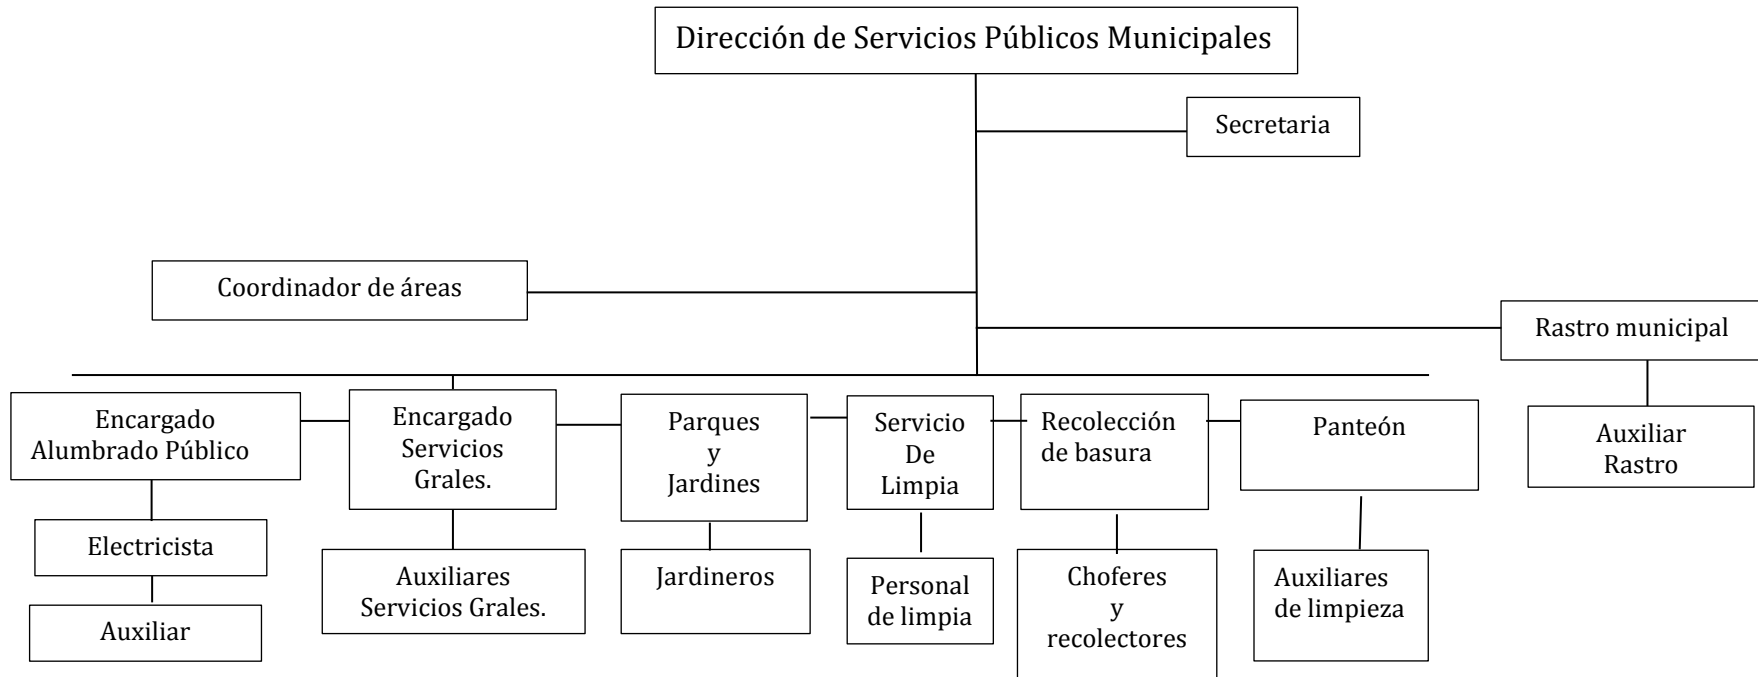 Dirección de Servicios Públicos Municipales
Secretaria
Coordinador de áreas
Rastro municipal
Encargado
Alumbrado Público
Encargado
Servicios
Grales.
Parques
y
Jardines
Servicio
De
Limpia
Recolección
de basura
Panteón
Auxiliar
Rastro
Electricista
Auxiliares
Servicios Grales.
Jardineros
Personal
de limpia
Choferes
y
recolectores
Auxiliares
de limpieza
Auxiliar